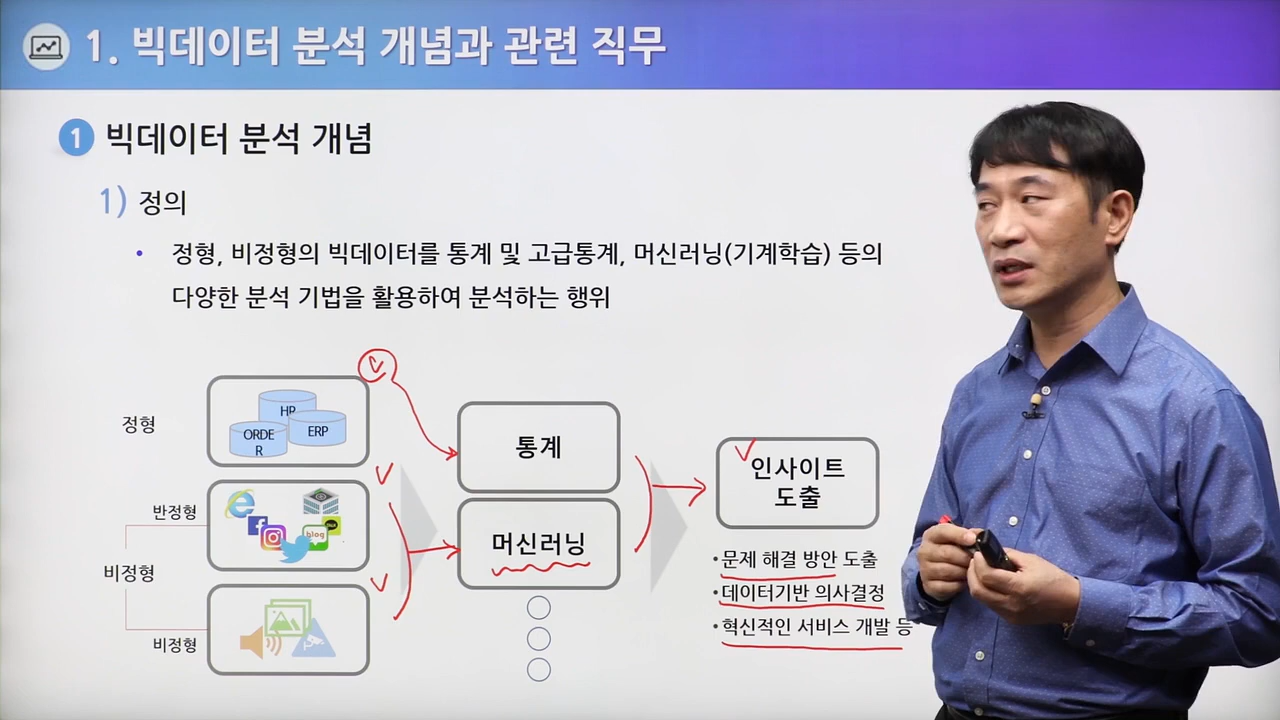 1. 빅데이터 분석 개념과 관련 직무
1 빅데이터 분석 개념
1) 정의
• 정형, 비정형의 빅데이터를 통계 및 고급통계, 머신러닝(기계학습) 등의
다양한 분석 기법을 활용하여 분석하는 행위
정형
HR
ORDE
R
ERP
반정형
blog
비정형
비정형
통계
머신러닝
인사이트
도출
•문제 해결 방안 도출
•데이터기반 의사결정
•혁신적인 서비스 개발 등